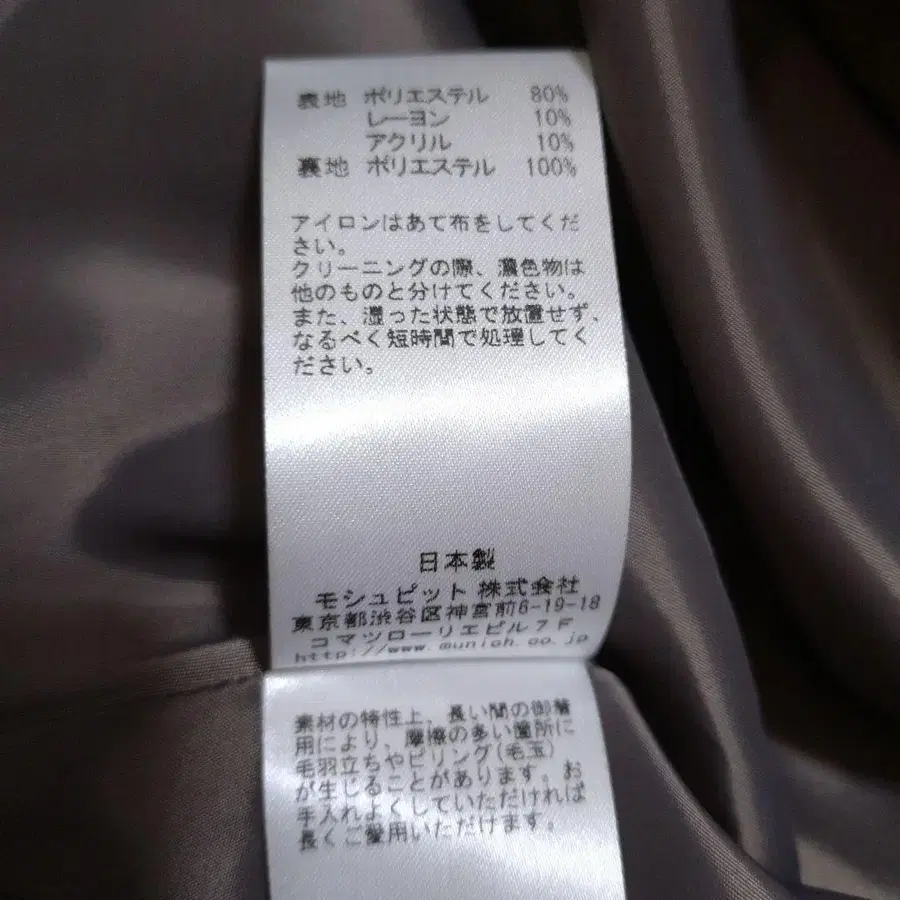 表地 ポリエステル 80%
レーヨン 10%
アクリル 10%
裏地 ポリエステル 100%
アイロンはあて布をしてくだ
さい。
クリーニングの際、濃色物は
他のものと分けてください。
また、湿った状態で放置せず、
なるべく短時間で処理してく
ださい。
日本製
モシュピット 株式会社
東京都渋谷区神宮前6-19-18
コマツローリエビル7F
http://www.munich.co.jp
素材の特性上、長い間の御着
用により、摩擦の多い箇所に
毛羽立ちやピリング(毛玉)
が生じることがあります。お
手入れよくしていただければ
長くご愛用いただけます。